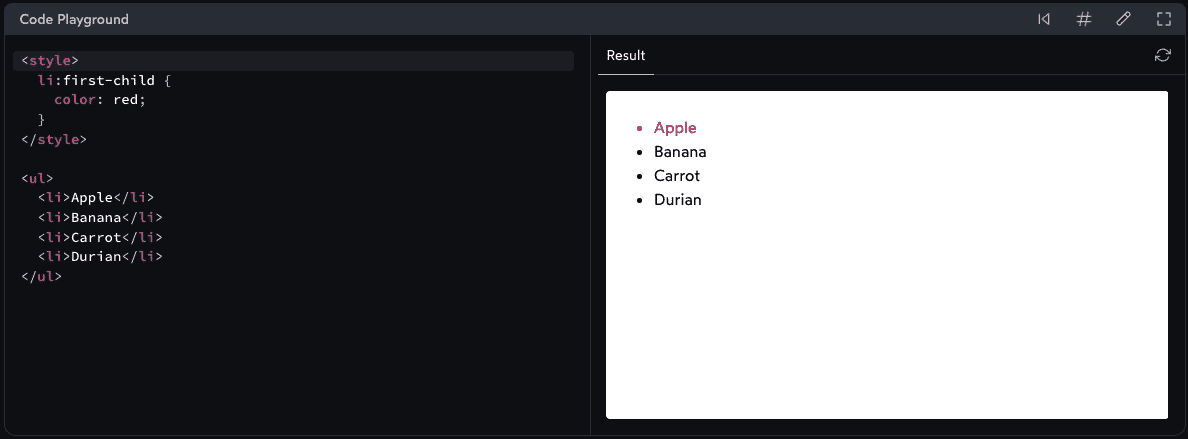 Code Playground
<style>
  li:first-child {
    color: red;
  }
</style>

<ul>
  <li>Apple</li>
  <li>Banana</li>
  <li>Carrot</li>
  <li>Durian</li>
</ul>
Result
• Apple
• Banana
• Carrot
• Durian